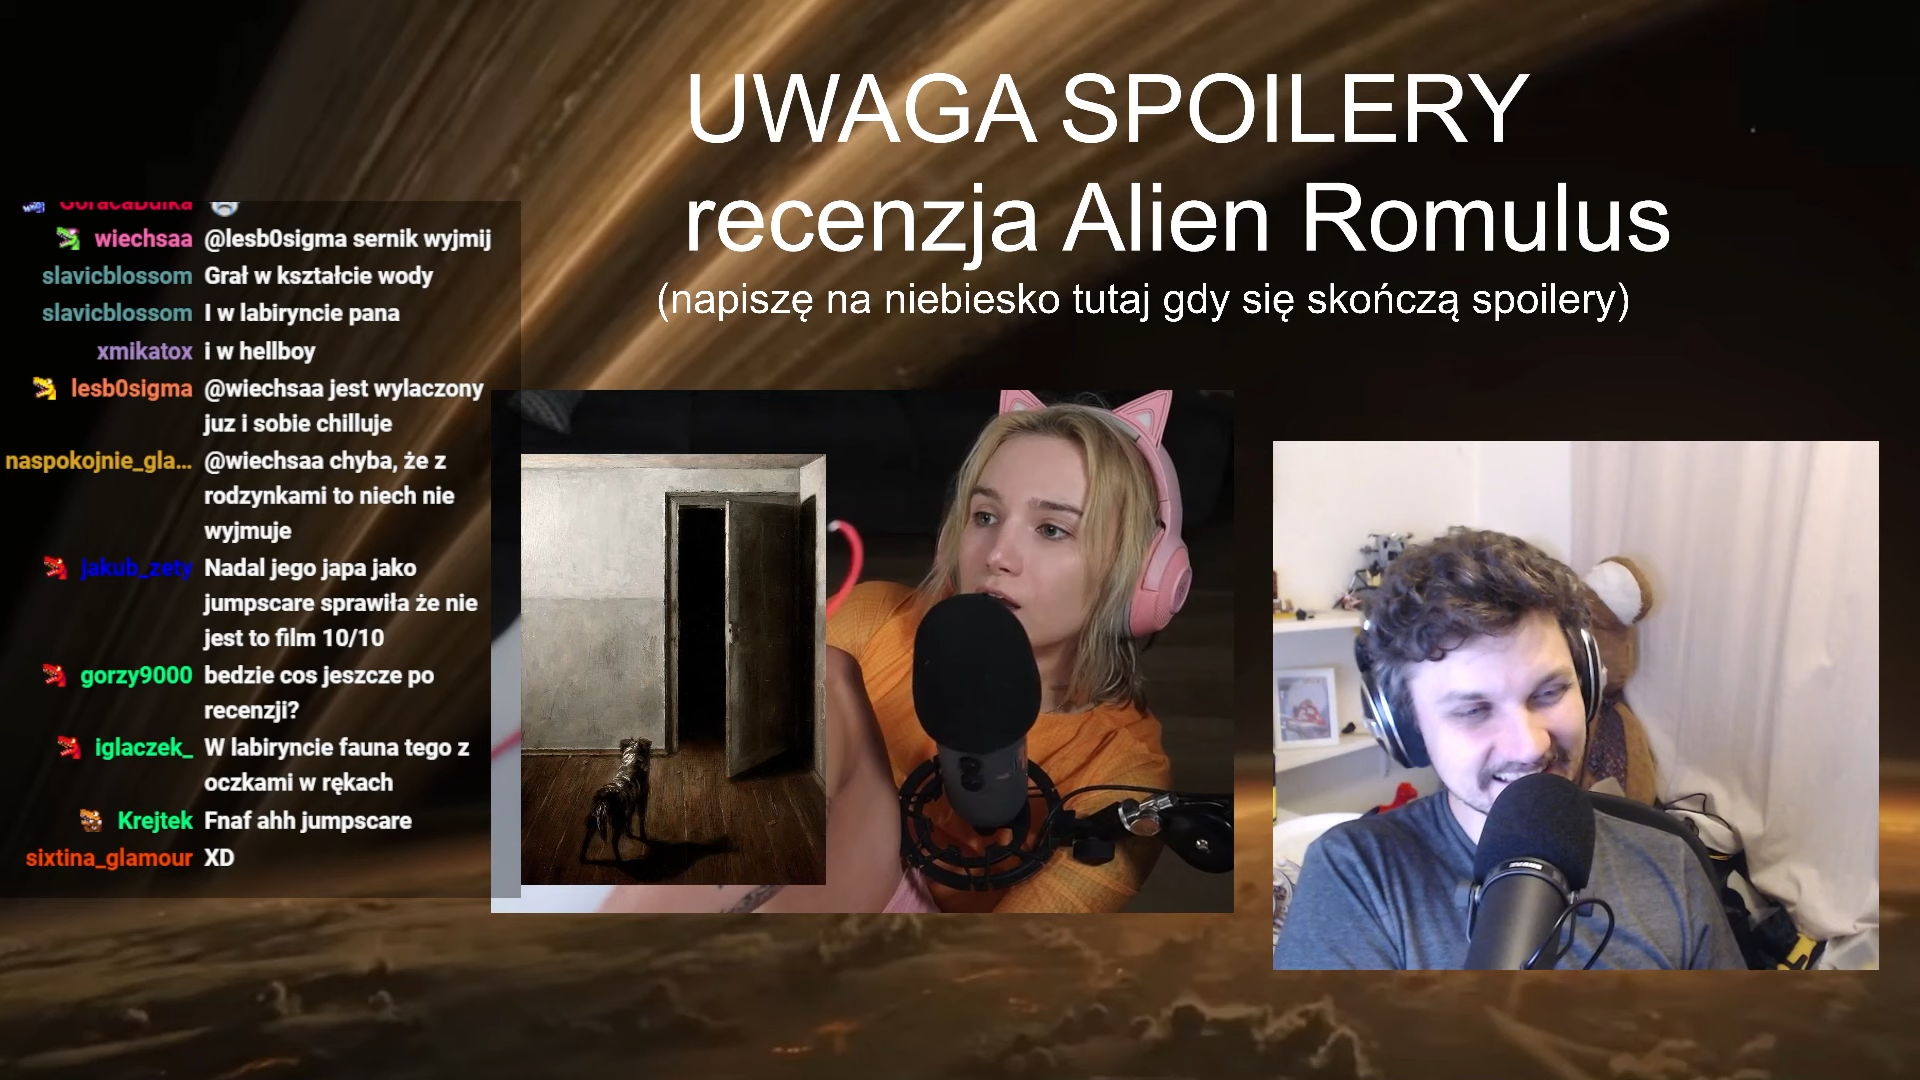 UWAGA SPOILERY
recenzja Alien Romulus
(napiszę na niebiesko tutaj gdy się skończą spoilery)
GoracaBulka
wiechsaa @lesb0sigma sernik wyjmij
slavicblossom Grał w kształcie wody
slavicblossom I w labiryncie pana
xmikatox i w hellboy
lesb0sigma @wiechsaa jest wylaczony
juz i sobie chilluje
naspokojnie_gla... @wiechsaa chyba, że z
rodzynkami to niech nie
wyjmuje
jakub_zety Nadal jego japa jako
jumpscare sprawiła że nie
jest to film 10/10
gorzy9000 bedzie cos jeszcze po
recenzji?
iglaczek_ W labiryncie fauna tego z
oczkami w rękach
Krejtek Fnaf ahh jumpscare
sixtina_glamour XD